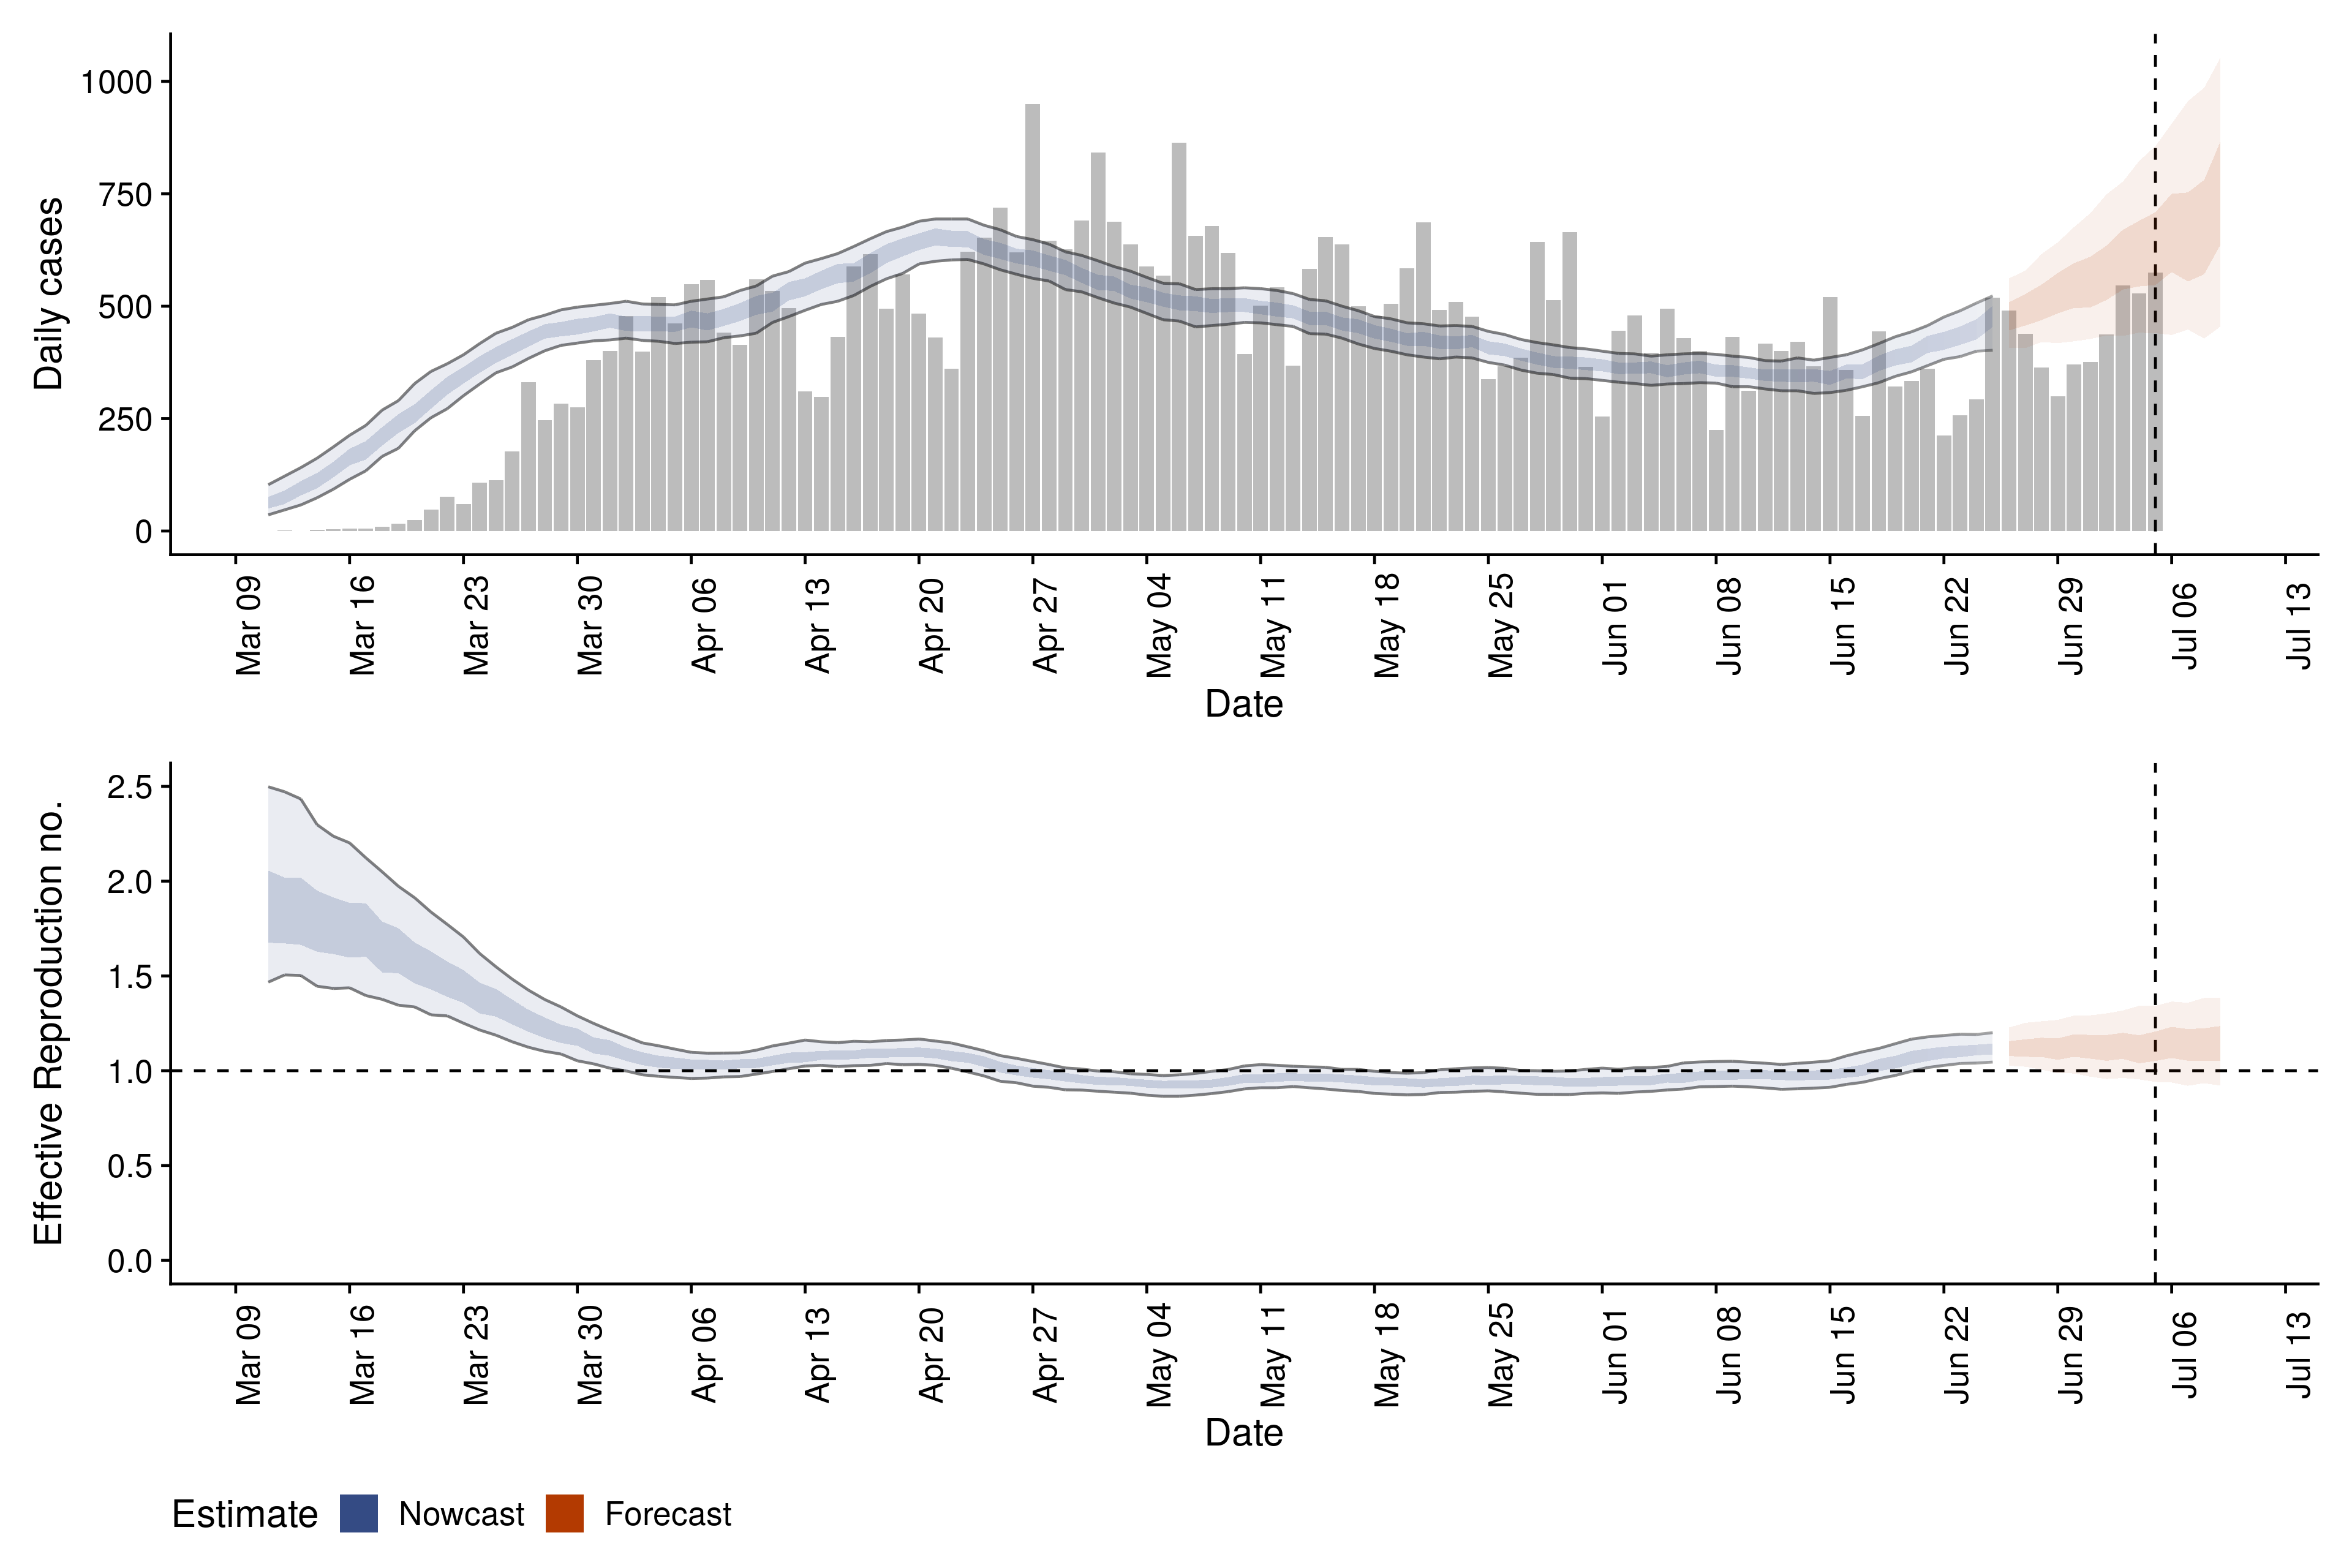 Daily cases
1000
750
500
250
0
Mar 09
Mar 16
Mar 23
Mar 30
Apr 06
Apr 13
Apr 20
Apr 27
May 04
May 11
May 18
May 25
Jun 01
Jun 08
Jun 15
Jun 22
Jun 29
Jul 06
Jul 13
Date
Effective Reproduction no.
2.5
2.0
1.5
1.0
0.5
0.0
Mar 09
Mar 16
Mar 23
Mar 30
Apr 06
Apr 13
Apr 20
Apr 27
May 04
May 11
May 18
May 25
Jun 01
Jun 08
Jun 15
Jun 22
Jun 29
Jul 06
Jul 13
Date
Estimate Nowcast Forecast